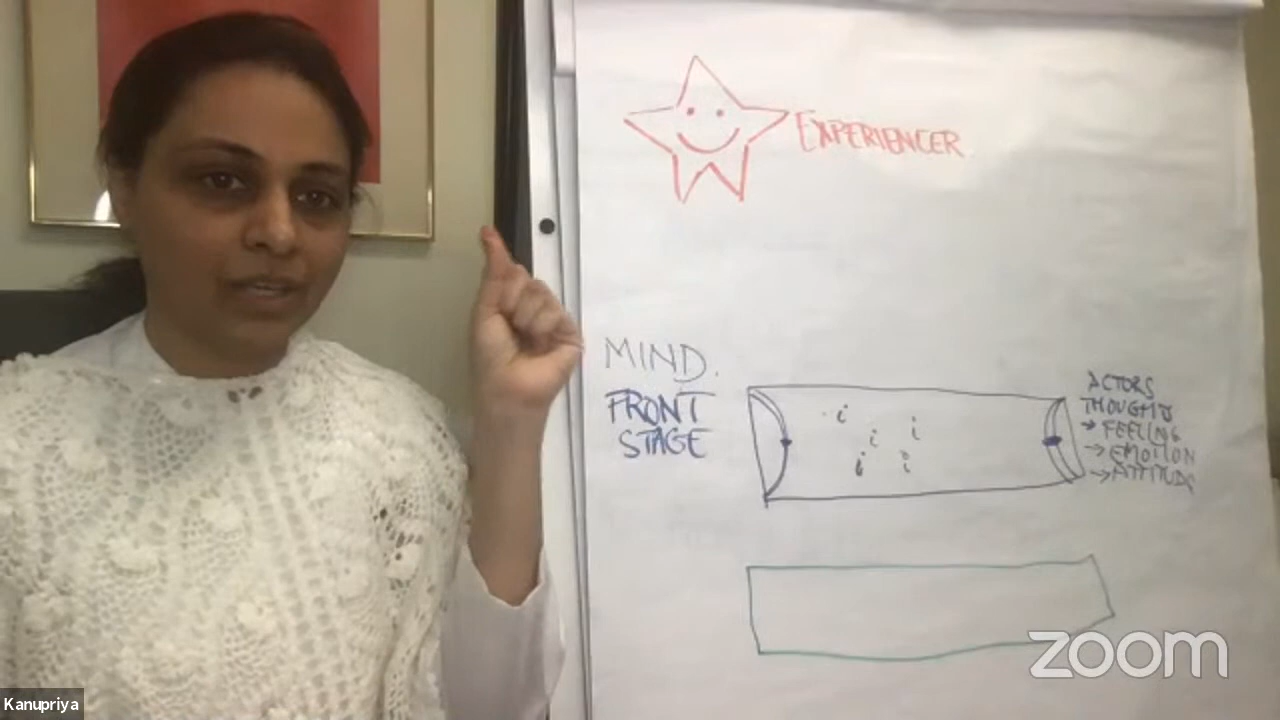 EXPERIENCER
MIND.
FRONT
STAGE
i
i
i
i
i
ACTORS
THOUGHTS
→ FEELING
→ EMOTION
→ ATTITUDE
zoom
Kanupriya